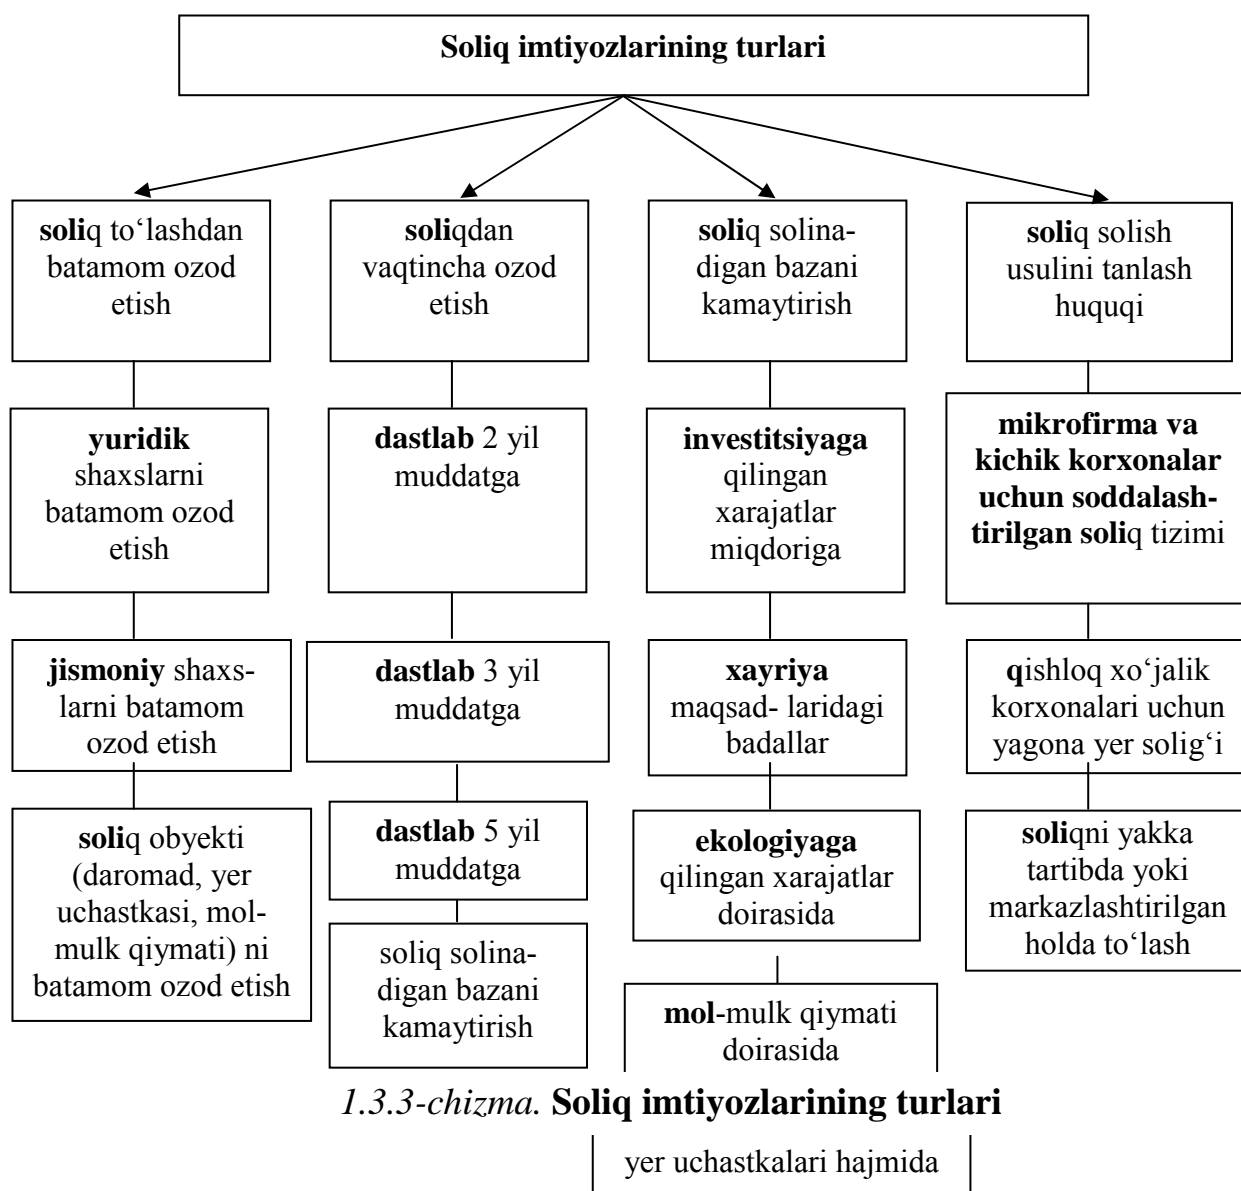 Soliq imtiyozlarining turlari
soliq to‘lashdan
batamom ozod
etish
yuridik
shaxslarni
batamom ozod
etish
jismoniy shaxs-
larni batamom
ozod etish
soliq obyekti
(daromad, yer
uchastkasi, mol-
mulk qiymati) ni
batamom ozod etish
soliqdan
vaqtincha ozod
etish
dastlab 2 yil
muddatga
dastlab 3 yil
muddatga
dastlab 5 yil
muddatga
soliq solina-
digan bazani
kamaytirish
soliq solina-
digan bazani
kamaytirish
investitsiyaga
qilingan
xarajatlar
miqdoriga
xayriya
maqsad- laridagi
badallar
ekologiyaga
qilingan xarajatlar
doirasida
mol-mulk qiymati
doirasida
yer uchastkalari hajmida
soliq solish
usulini tanlash
huquqi
mikrofirma va
kichik korxonalar
uchun soddalash-
tirilgan soliq tizimi
qishloq xo‘jalik
korxonalari uchun
yagona yer solig‘i
soliqni yakka
tartibda yoki
markazlashtirilgan
holda to‘lash
1.3.3-chizma. Soliq imtiyozlarining turlari